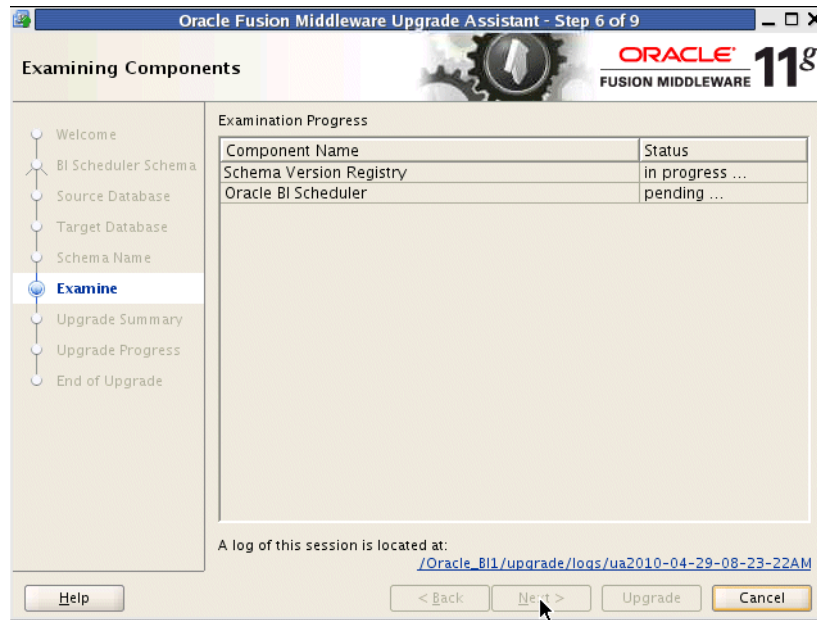 Oracle Fusion Middleware Upgrade Assistant - Step 6 of 9
Examining Components
ORACLE
FUSION MIDDLEWARE 11g
Welcome
BI Scheduler Schema
Source Database
Target Database
Schema Name
Examine
Upgrade Summary
Upgrade Progress
End of Upgrade
Examination Progress
Component Name Status
Schema Version Registry in progress ...
Oracle BI Scheduler pending ...
A log of this session is located at:
/Oracle_BI1/upgrade/logs/ua2010-04-29-08-23-22AM
Help < Back Next > Upgrade Cancel